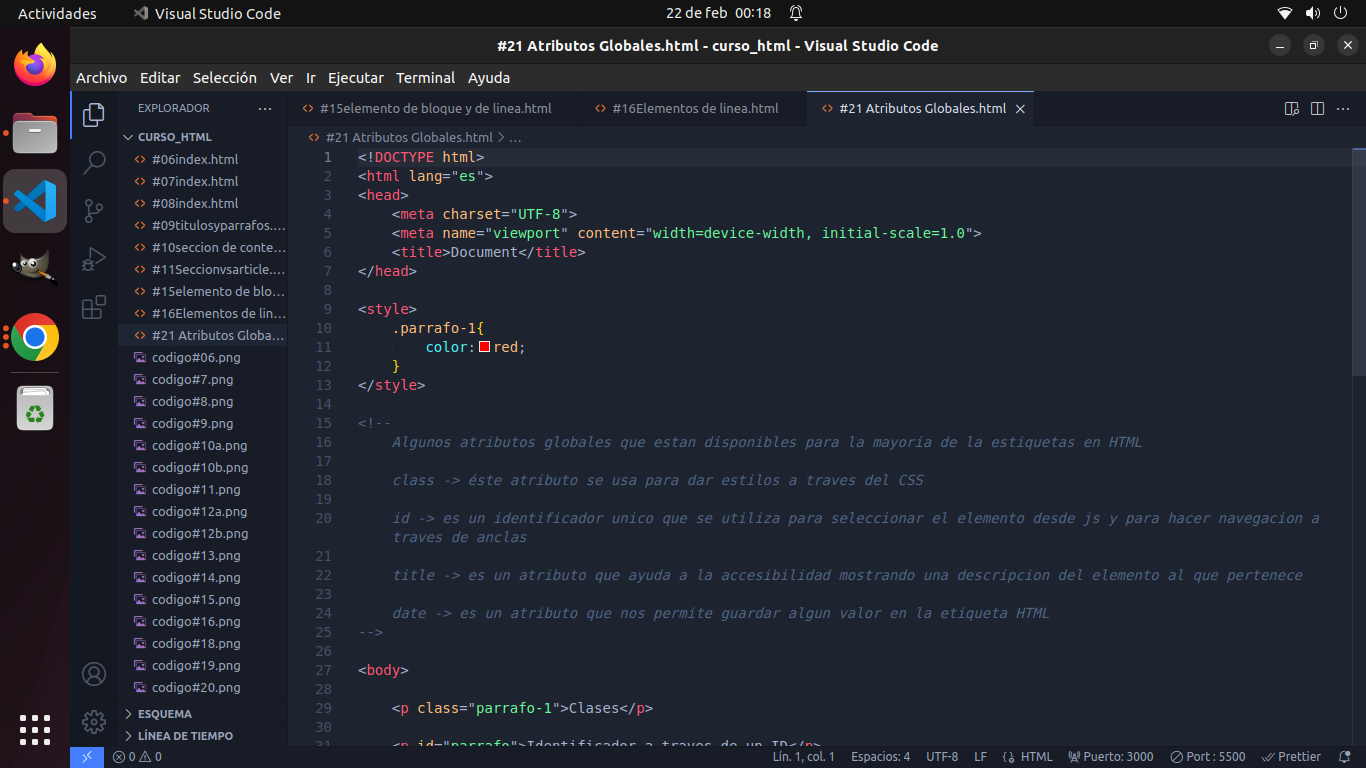 Actividades
Visual Studio Code
22 de feb 00:18
#21 Atributos Globales.html - curso_html - Visual Studio Code
Archivo Editar Selección Ver Ir Ejecutar Terminal Ayuda
EXPLORADOR
CURSO_HTML
#06index.html
#07index.html
#08index.html
#09titulosyparrafos....
#10seccion de conte...
#11Seccionvsarticle....
#15elemento de blo...
#16Elementos de lin...
#21 Atributos Globa...
codigo#06.png
codigo#7.png
codigo#8.png
codigo#9.png
codigo#10a.png
codigo#10b.png
codigo#11.png
codigo#12a.png
codigo#12b.png
codigo#13.png
codigo#14.png
codigo#15.png
codigo#16.png
codigo#18.png
codigo#19.png
codigo#20.png
ESQUEMA
LÍNEA DE TIEMPO
#15elemento de bloque y de linea.html
#16Elementos de linea.html
#21 Atributos Globales.html
#21 Atributos Globales.html > ...
1 <!DOCTYPE html>
2 <html lang="es">
3 <head>
4 <meta charset="UTF-8">
5 <meta name="viewport" content="width=device-width, initial-scale=1.0">
6 <title>Document</title>
7 </head>
8
9 <style>
10 .parrafo-1{
11 color: red;
12 }
13 </style>
14
15 <!--
16 Algunos atributos globales que estan disponibles para la mayoria de la estiquetas en HTML
17
18 class -> éste atributo se usa para dar estilos a traves del CSS
19
20 id -> es un identificador unico que se utiliza para seleccionar el elemento desde js y para hacer navegacion a
traves de anclas
21
22 title -> es un atributo que ayuda a la accesibilidad mostrando una descripcion del elemento al que pertenece
23
24 date -> es un atributo que nos permite guardar algun valor en la etiqueta HTML
25 -->
26
27 <body>
28
29 <p class="parrafo-1">Clases</p>
30
31 <p id="parrafo">Identificador a traves de un ID</p>
0 0
Lín. 1, col. 1 Espacios: 4 UTF-8 LF HTML Puerto: 3000 Port : 5500 Prettier